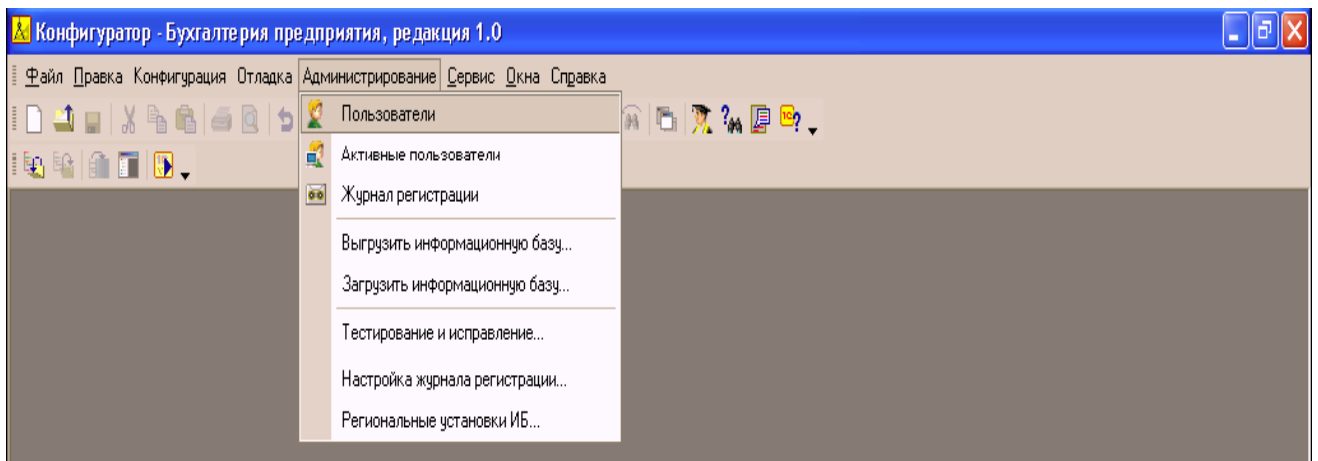 Конфигуратор - Бухгалтерия предприятия, редакция 1.0
Файл Правка Конфигурация Отладка Администрирование Сервис Окна Справка
Пользователи
Активные пользователи
Журнал регистрации
Выгрузить информационную базу...
Загрузить информационную базу...
Тестирование и исправление...
Настройка журнала регистрации...
Региональные установки ИБ...